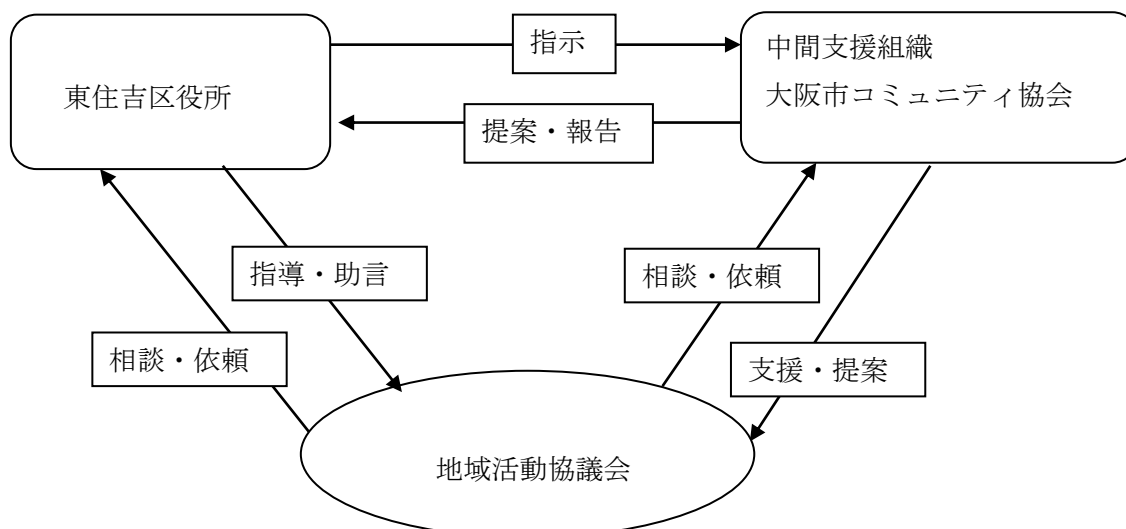 指示
中間支援組織
大阪市コミュニティ協会
東住吉区役所
提案・報告
指導・助言
相談・依頼
相談・依頼
支援・提案
地域活動協議会